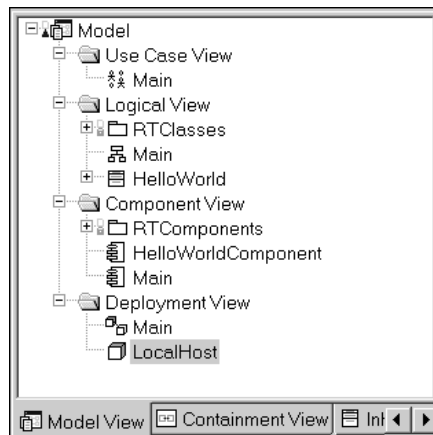 Model
Use Case View
Main
Logical View
RTClasses
Main
HelloWorld
Component View
RTComponents
HelloWorldComponent
Main
Deployment View
Main
LocalHost
Model View Containment View